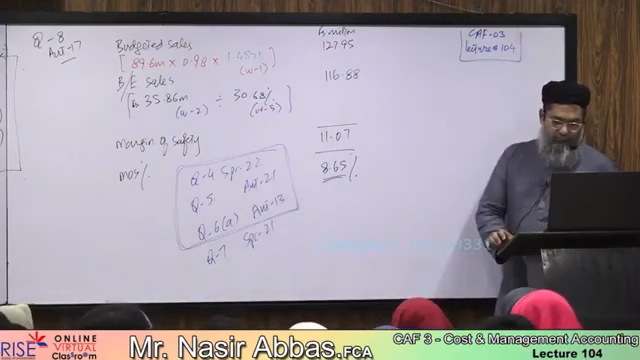 Q-8
Aut-17
Budgeted sales
[ 89.6m × 0.98 × 1.4571 ]
(w-1)
127.95
B/E sales
116.88
[ Rs 35.86m ÷ 30.68% ]
(w-2) (w-5)
Margin of safety
11.07
MOS %.
8.65 %
Q-4 Spr-22
Q-5. Aut-21
Q-6(a) Aut-13
Q-7 Spr-21
CAF-03
Lecture # 104
RISE
ONLINE
VIRTUAL
Classroom
Mr. Nasir Abbas.FCA
CAF 3 - Cost & Management Accounting
Lecture 104